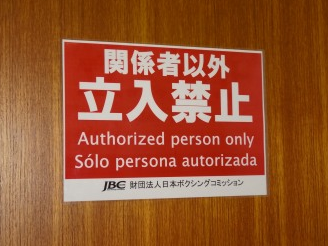 関係者以外
立入禁止
Authorized person only
Sólo persona autorizada
JBC 財団法人日本ボクシングコミッション